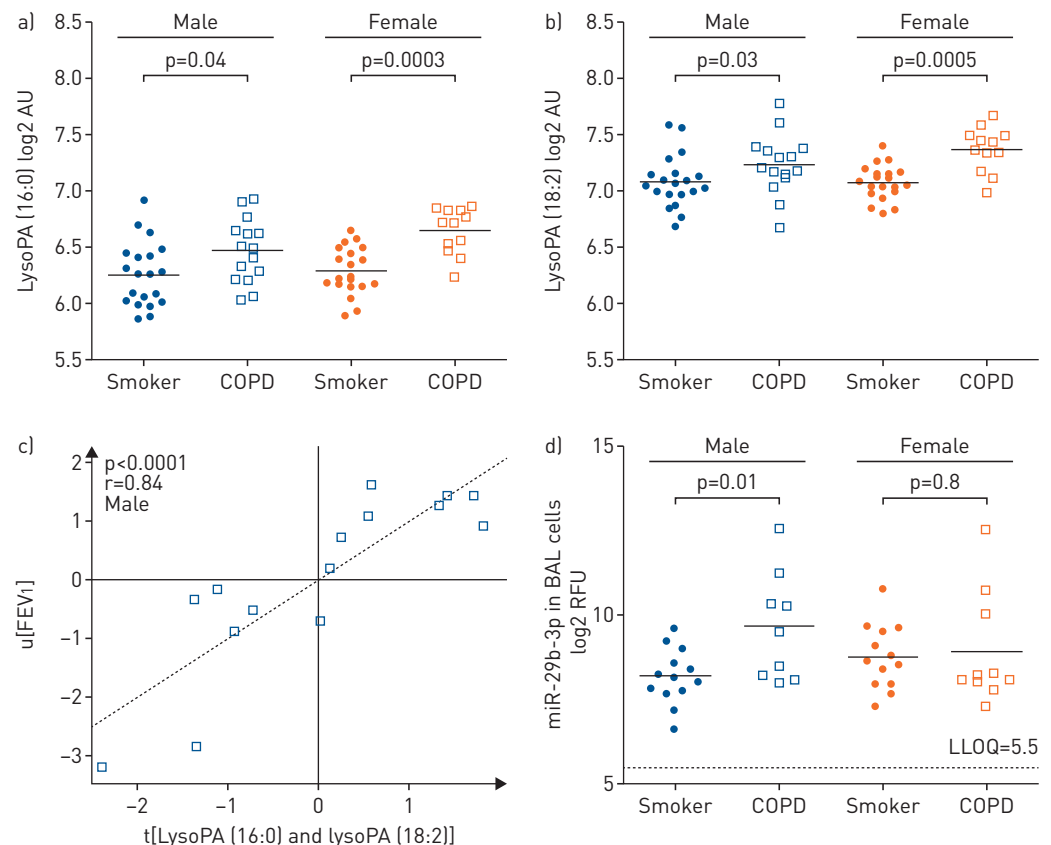 a)
Male
Female
p=0.04
p=0.0003
LysoPA (16:0) log2 AU
8.5
8.0
7.5
7.0
6.5
6.0
5.5
Smoker
COPD
Smoker
COPD
b)
Male
Female
p=0.03
p=0.0005
LysoPA (18:2) log2 AU
8.5
8.0
7.5
7.0
6.5
6.0
5.5
Smoker
COPD
Smoker
COPD
c)
p<0.0001
r=0.84
Male
u[FEV1]
2
1
0
−1
−2
−3
−2
−1
0
1
t[LysoPA (16:0) and lysoPA (18:2)]
d)
Male
Female
p=0.01
p=0.8
miR-29b-3p in BAL cells
log2 RFU
15
10
5
LLOQ=5.5
Smoker
COPD
Smoker
COPD